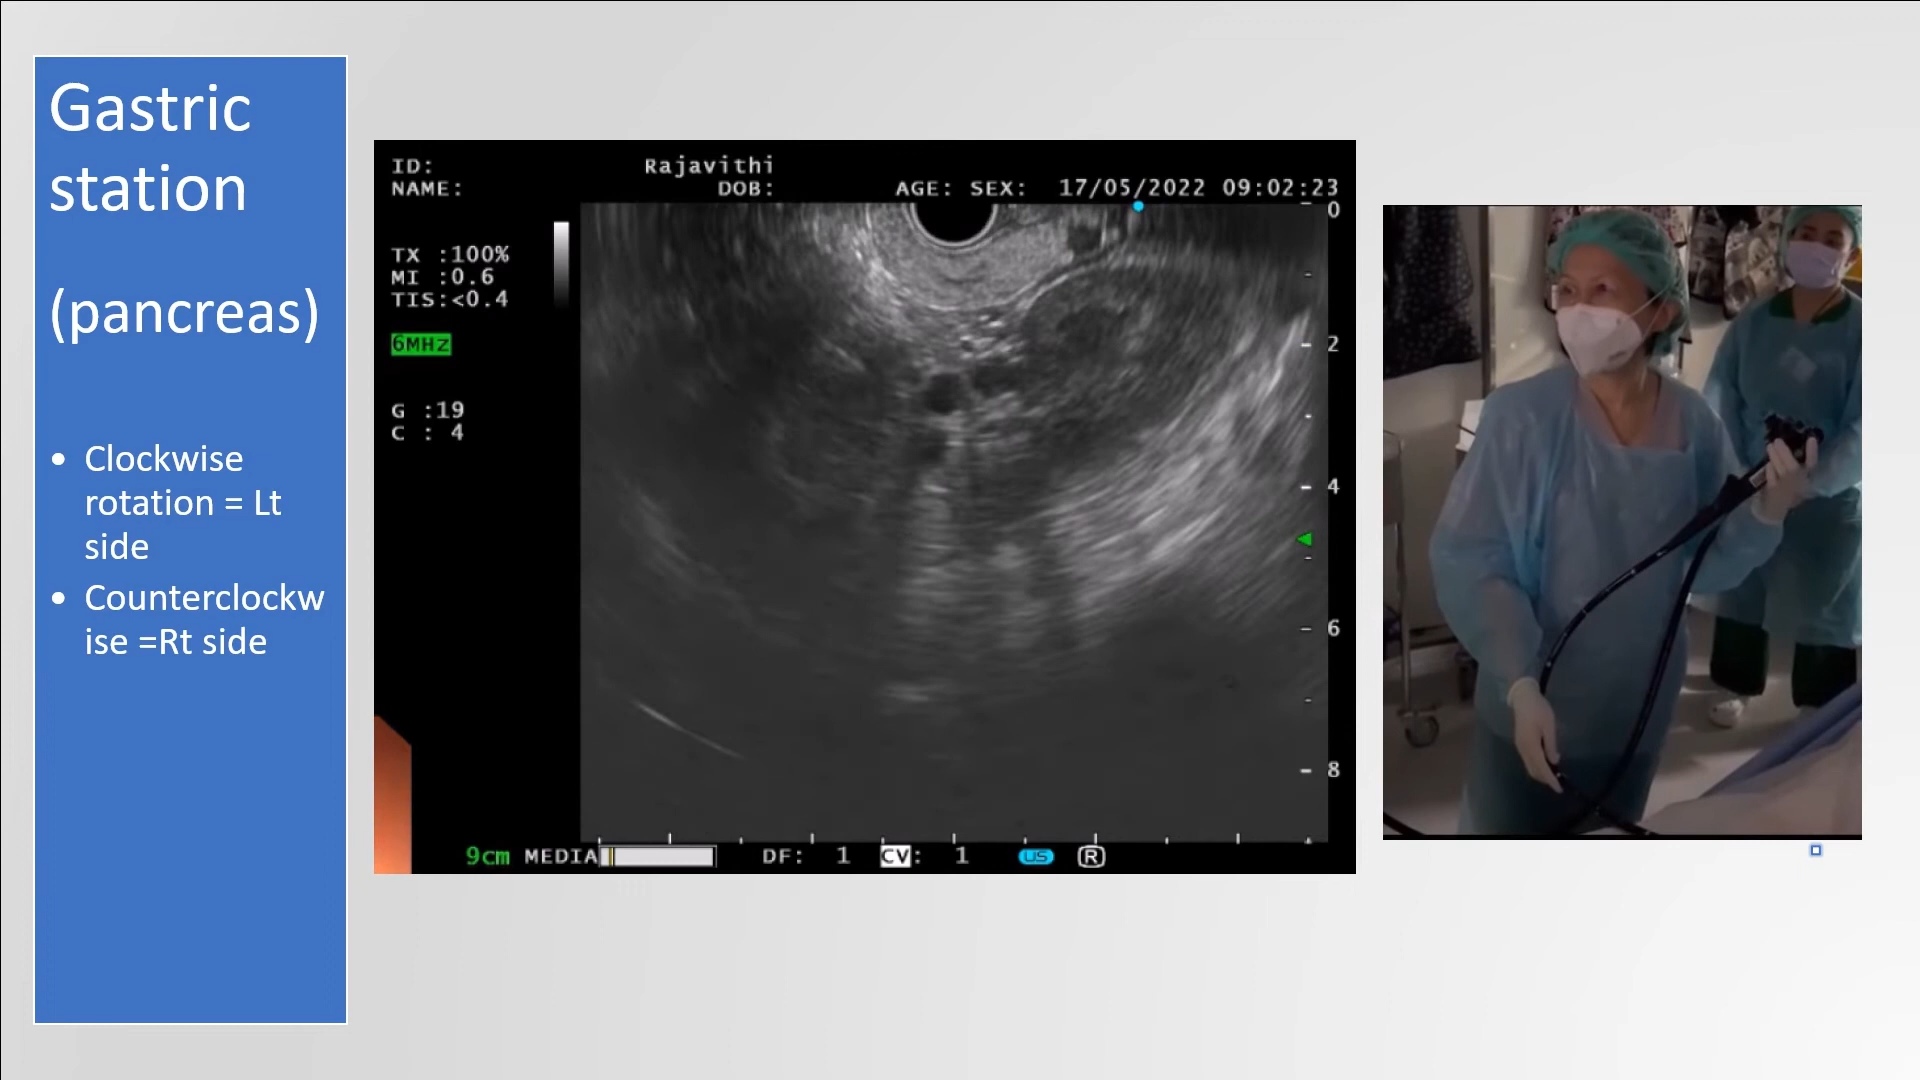 Gastric
station
(pancreas)
• Clockwise
rotation = Lt
side
• Counterclockw
ise =Rt side
ID: Rajavithi
NAME: DOB: AGE: SEX: 17/05/2022 09:02:23
TX :100%
MI :0.6
TIS:<0.4
6MHz
G :19
C : 4
0
2
4
6
8
9cm MEDIA DF: 1 CV: 1 US R